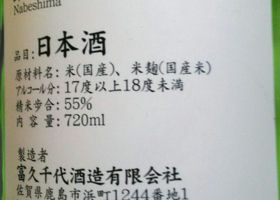 Nabeshima
品目:日本酒
原材料名:米(国産)、米麹(国産米)
アルコール分:17度以上18度未満
精米歩合:55%
内 容 量:720ml
製造者
富久千代酒造有限会社
佐賀県鹿島市浜町1244番地1